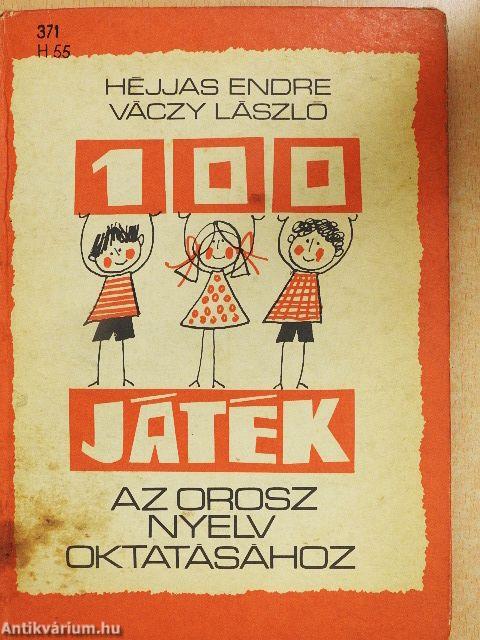 371
H 55
HÉJJAS ENDRE
VÁCZY LÁSZLÓ
100
JÁTÉK
AZ OROSZ
NYELV
OKTATÁSÁHOZ
Antikvárium.hu